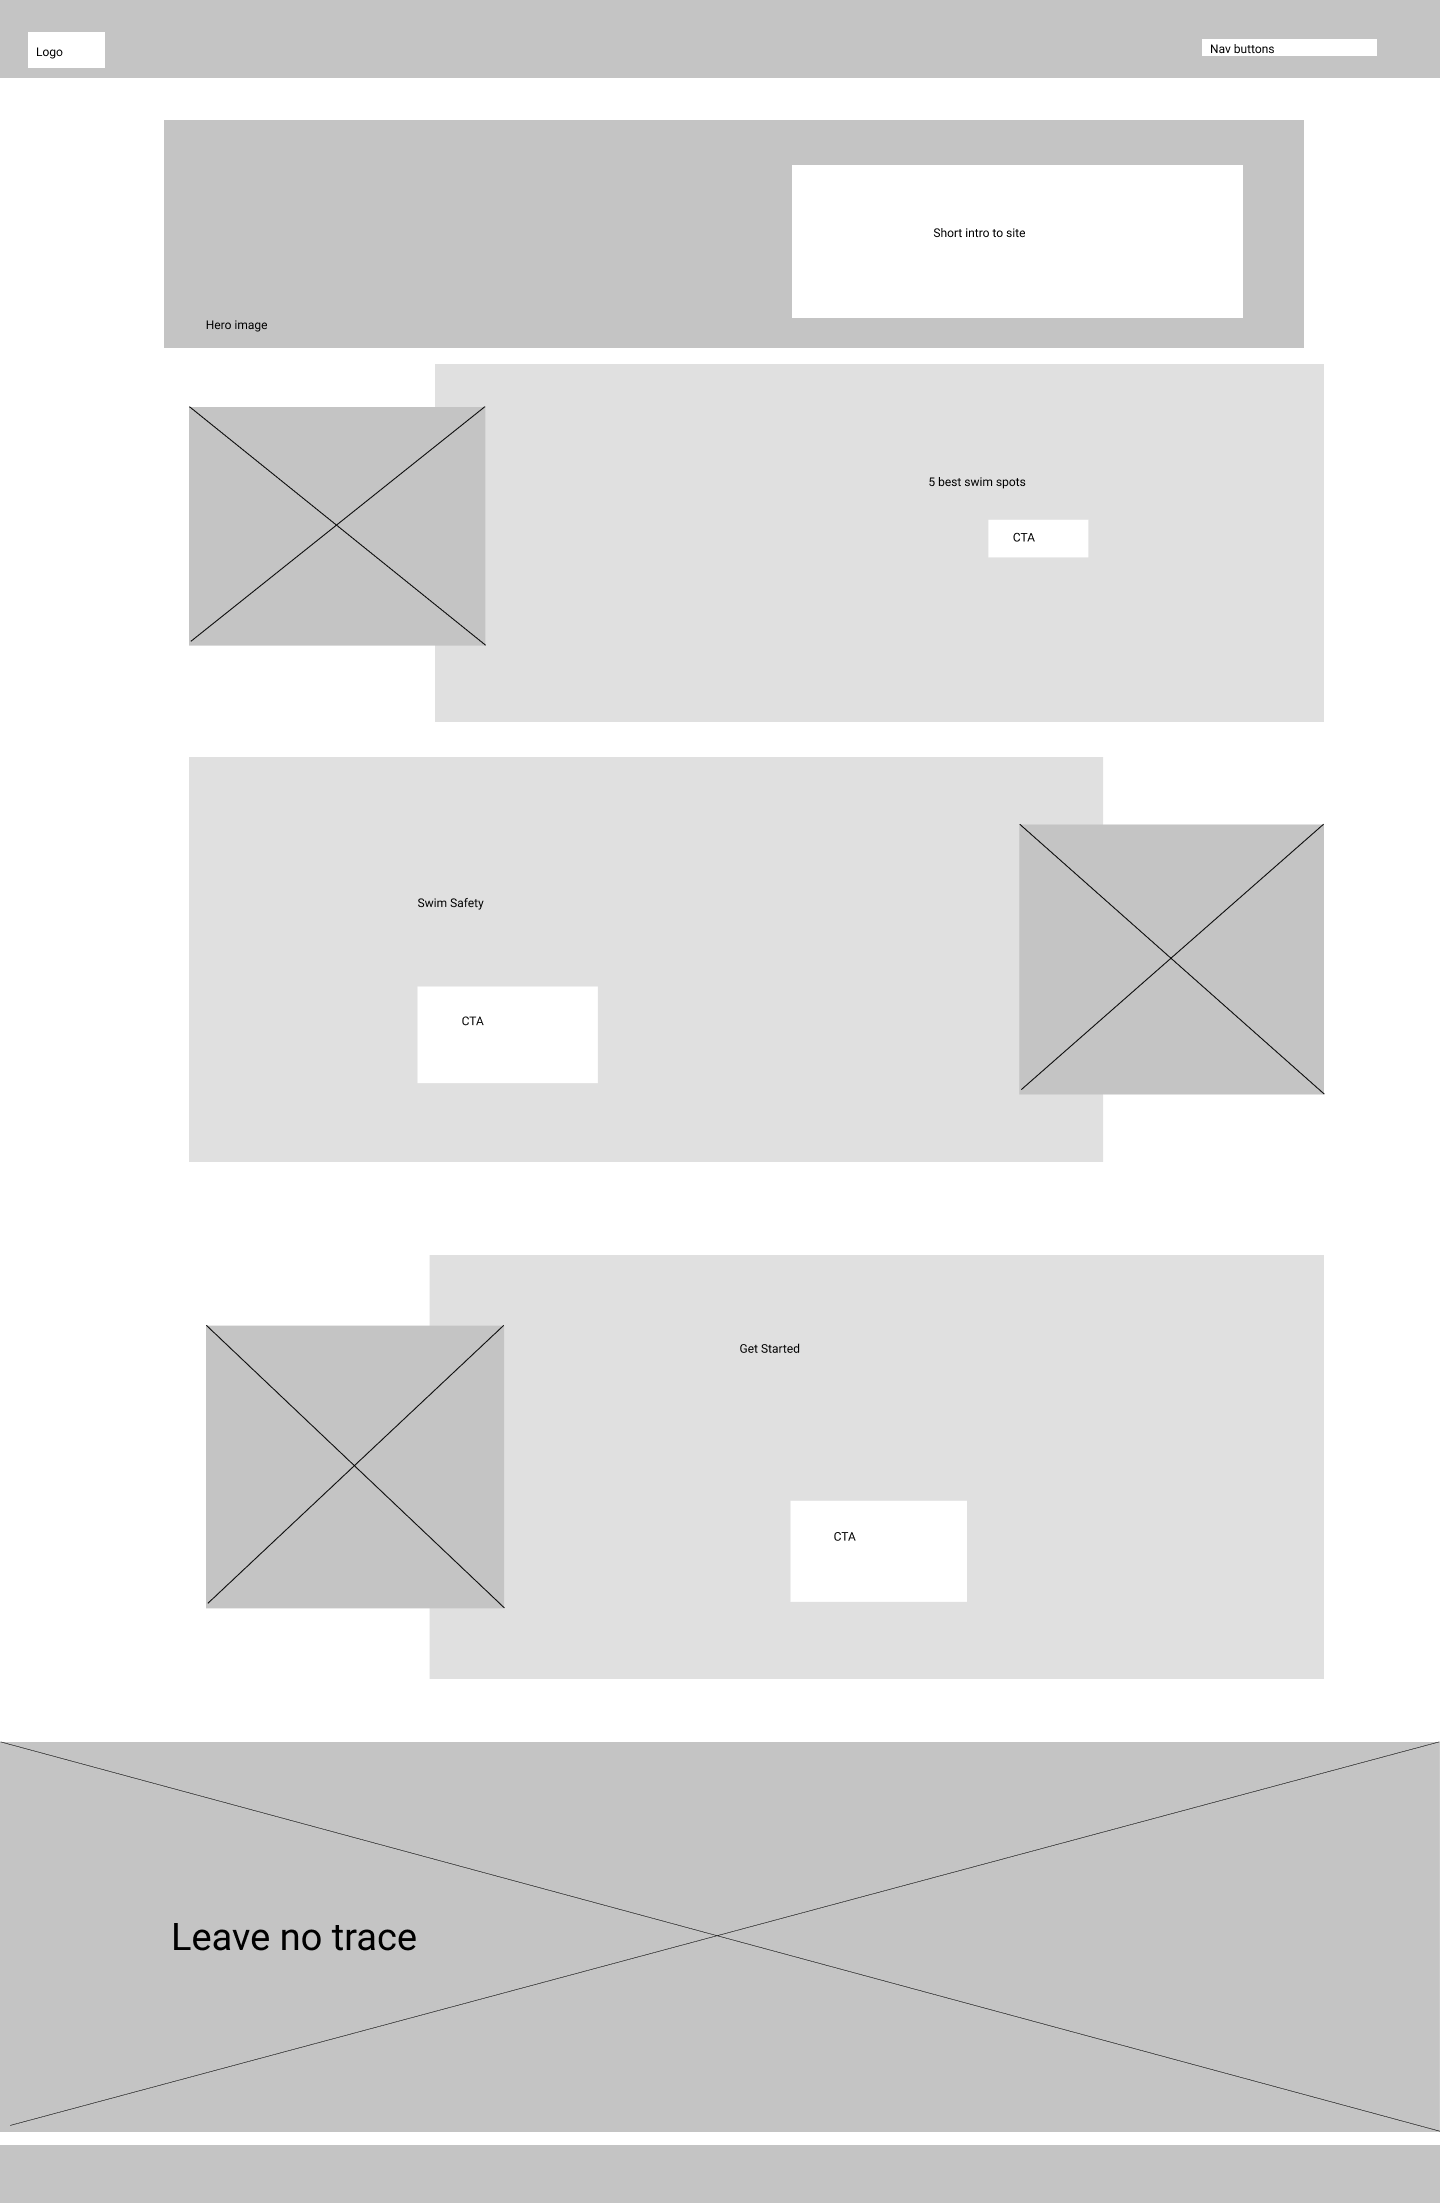 Logo
Nav buttons
Short intro to site
Hero image
5 best swim spots
CTA
Swim Safety
CTA
Get Started
CTA
Leave no trace